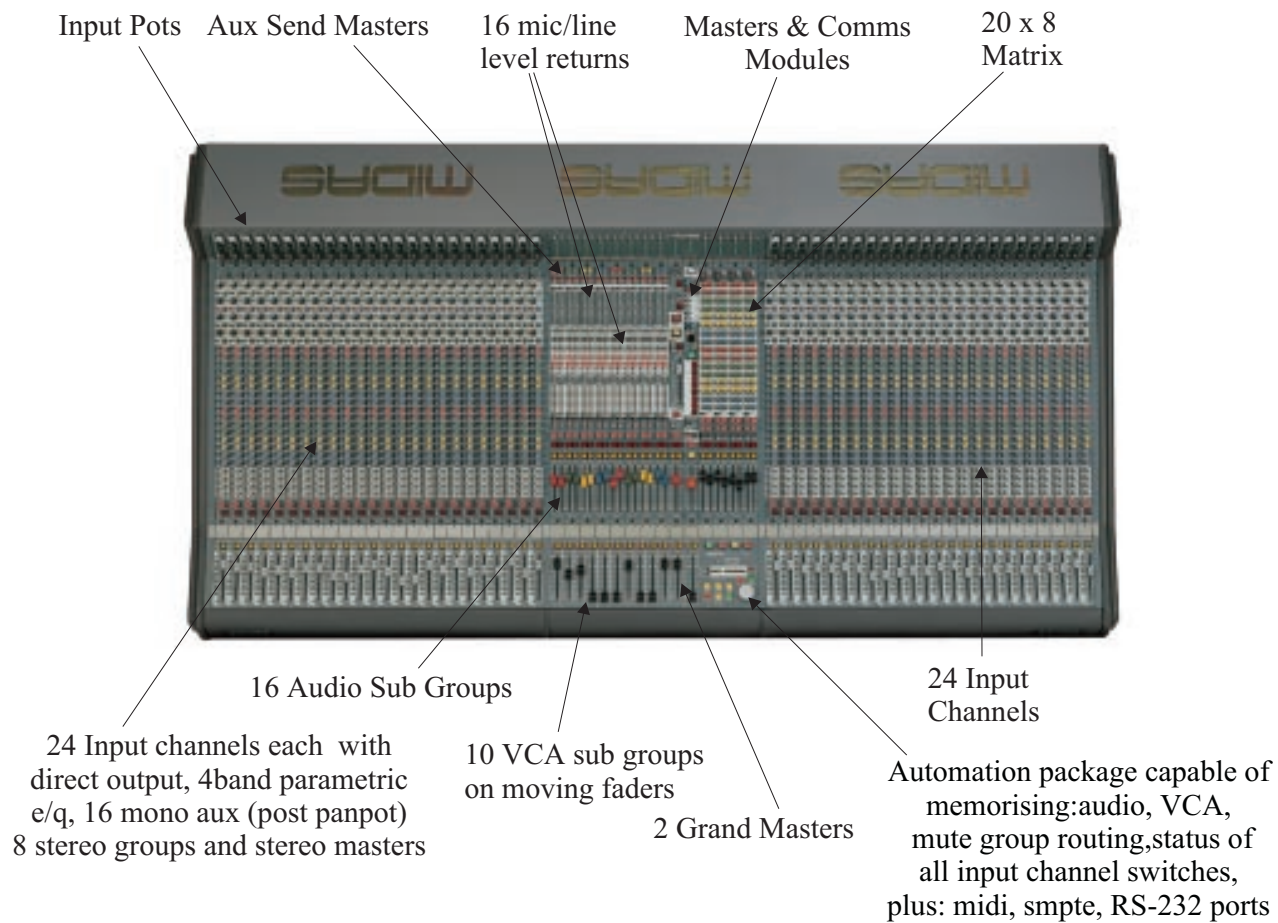 Input Pots
Aux Send Masters
16 mic/line
level returns
Masters & Comms
Modules
20 x 8
Matrix
MIDAS
MIDAS
MIDAS
16 Audio Sub Groups
24 Input
Channels
24 Input channels each with
direct output, 4band parametric
e/q, 16 mono aux (post panpot)
8 stereo groups and stereo masters
10 VCA sub groups
on moving faders
2 Grand Masters
Automation package capable of
memorising:audio, VCA,
mute group routing,status of
all input channel switches,
plus: midi, smpte, RS-232 ports